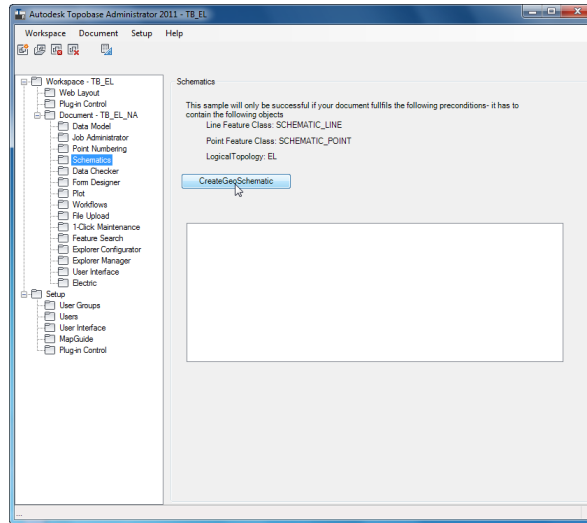 Autodesk Topobase Administrator 2011 - TB_EL
Workspace Document Setup Help
Workspace - TB_EL
Web Layout
Plug-in Control
Document - TB_EL_NA
Data Model
Job Administrator
Point Numbering
Schematics
Data Checker
Form Designer
Plot
Workflows
File Upload
1-Click Maintenance
Feature Search
Explorer Configurator
Explorer Manager
User Interface
Electric
Setup
User Groups
Users
User Interface
MapGuide
Plug-in Control
Schematics
This sample will only be successful if your document fullfils the following preconditions- it has to
contain the following objects
Line Feature Class: SCHEMATIC_LINE
Point Feature Class: SCHEMATIC_POINT
LogicalTopology: EL
CreateGeoSchematic
...